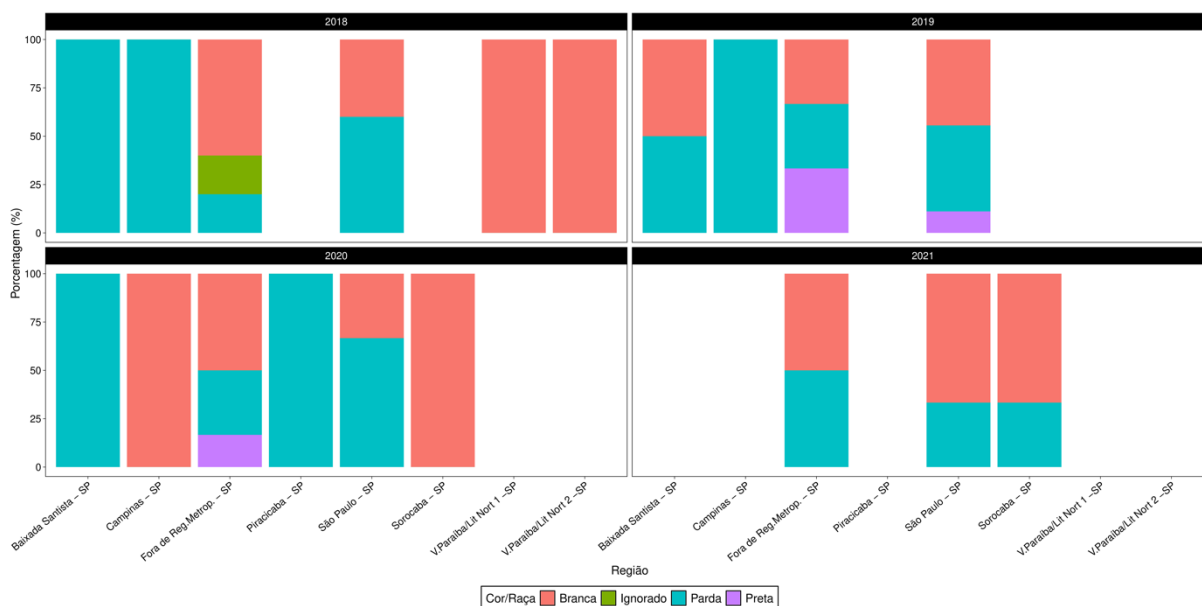 2018
2019
100
75
50
25
0
2020
2021
100
75
50
25
0
Porcentagem (%)
Baixada Santista − SP
Campinas − SP
Fora de Reg.Metrop. − SP
Piracicaba − SP
São Paulo − SP
Sorocaba − SP
V.Paraíba/Lit Nort 1 −SP
V.Paraíba/Lit Nort 2 −SP
Baixada Santista − SP
Campinas − SP
Fora de Reg.Metrop. − SP
Piracicaba − SP
São Paulo − SP
Sorocaba − SP
V.Paraíba/Lit Nort 1 −SP
V.Paraíba/Lit Nort 2 −SP
Região
Cor/Raça Branca Ignorado Parda Preta